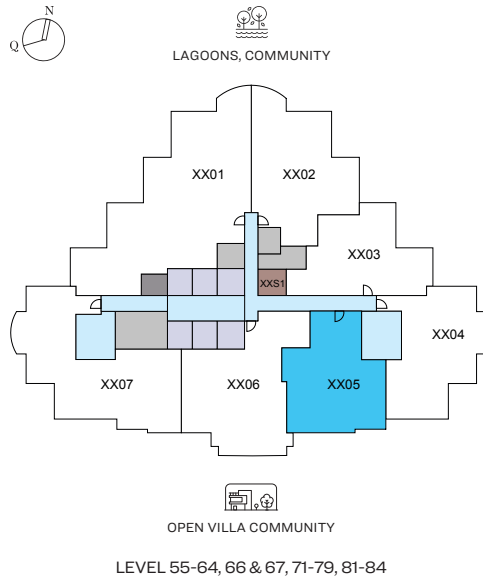 N
Q
LAGOONS, COMMUNITY
XX01
XX02
XX03
XXS1
XX04
XX05
XX06
XX07
OPEN VILLA COMMUNITY
LEVEL 55-64, 66 & 67, 71-79, 81-84